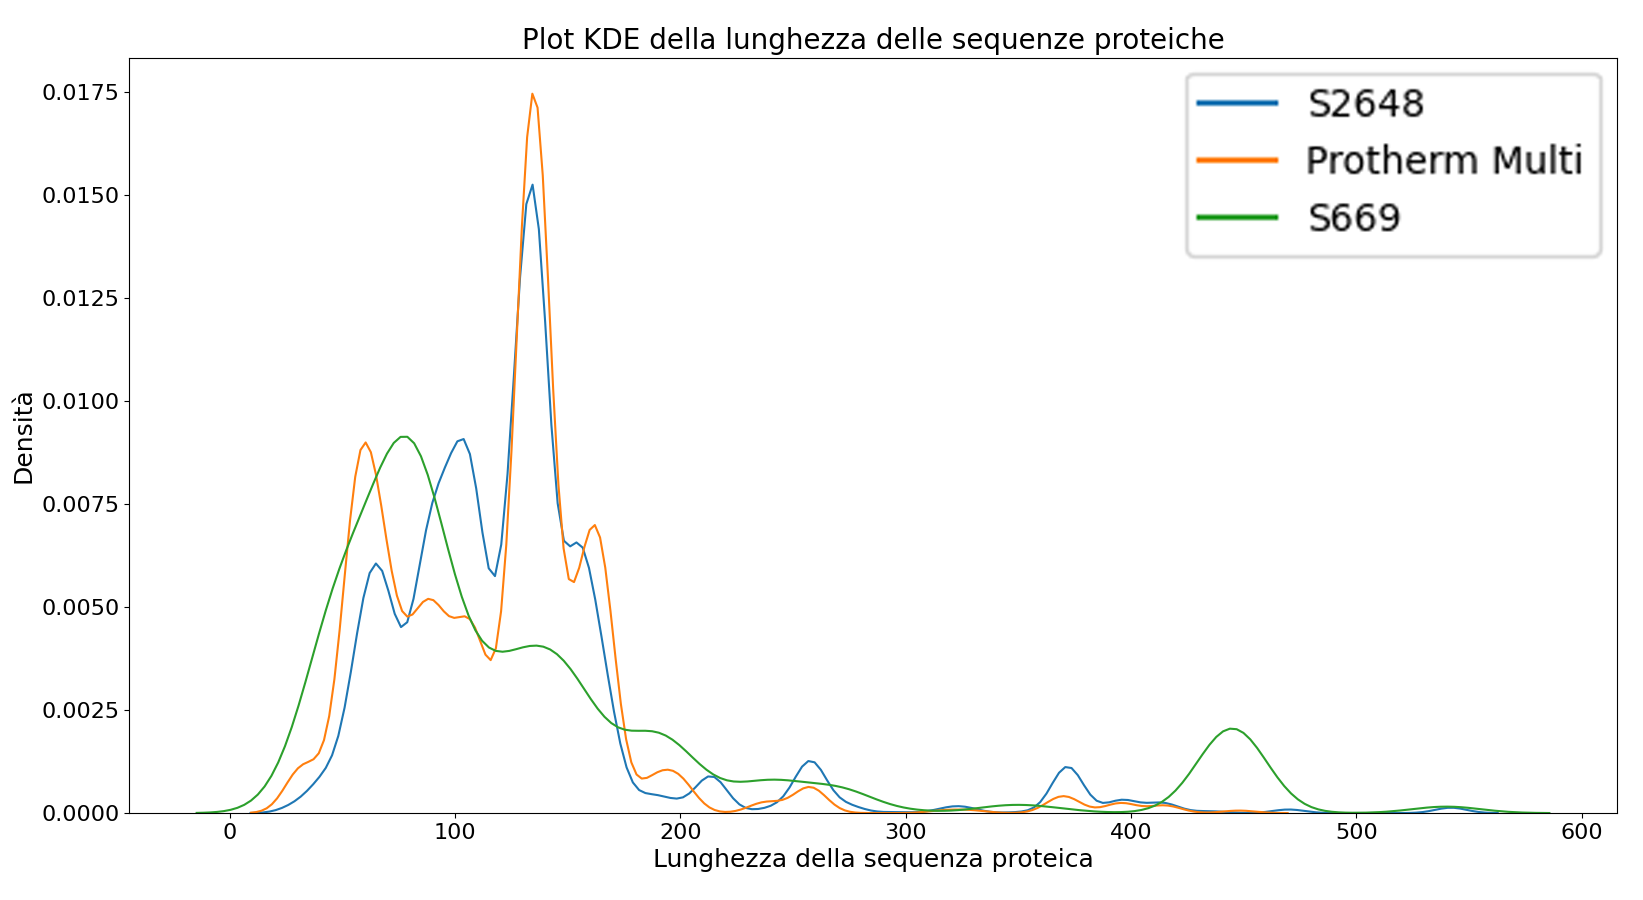 Plot KDE della lunghezza delle sequenze proteiche
S2648
Protherm Multi
S669
Densità
0.0175
0.0150
0.0125
0.0100
0.0075
0.0050
0.0025
0.0000
0 100 200 300 400 500 600
Lunghezza della sequenza proteica